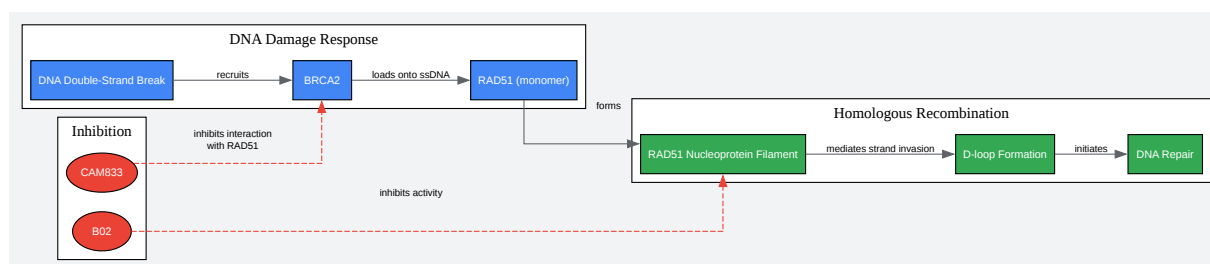 DNA Damage Response
DNA Double-Strand Break
recruits
BRCA2
loads onto ssDNA
RAD51 (monomer)
forms
Homologous Recombination
RAD51 Nucleoprotein Filament
mediates strand invasion
D-loop Formation
initiates
DNA Repair
Inhibition
CAM833
inhibits interaction
with RAD51
B02
inhibits activity